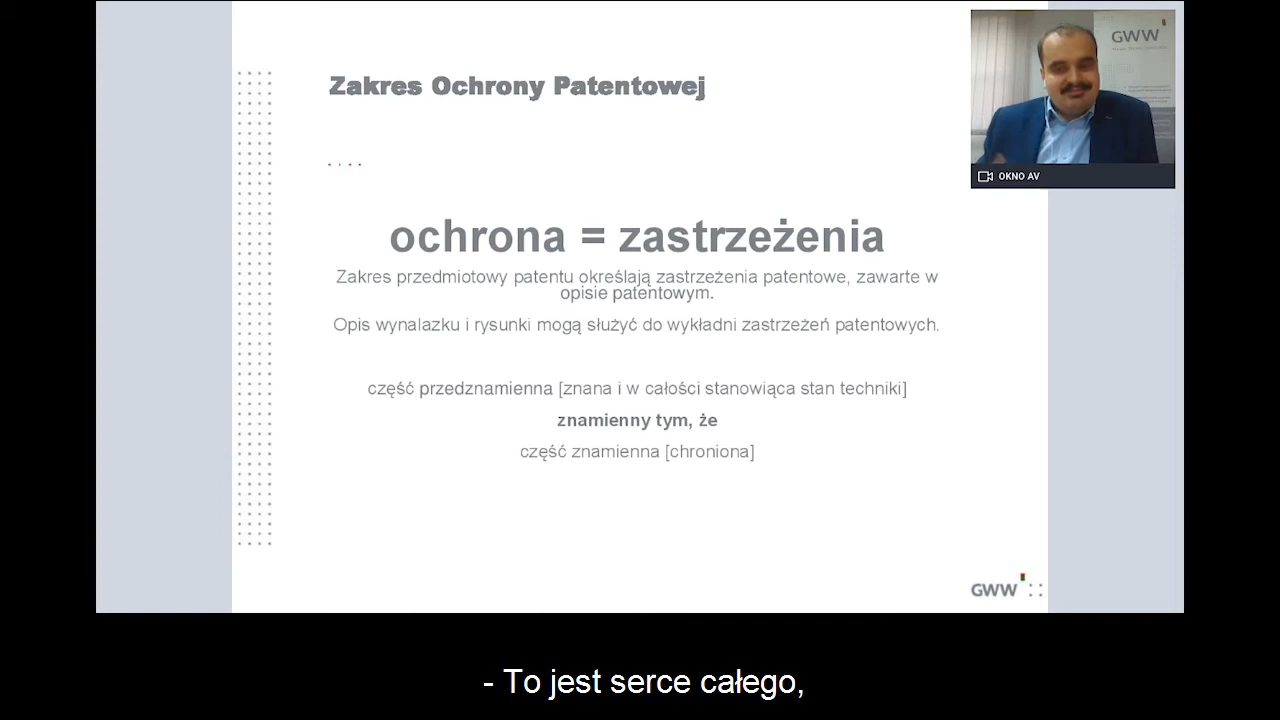 Zakres Ochrony Patentowej
GWW
OKNO AV
ochrona = zastrzeżenia
Zakres przedmiotowy patentu określają zastrzeżenia patentowe, zawarte w
opisie patentowym.
Opis wynalazku i rysunki mogą służyć do wykładni zastrzeżeń patentowych.
część przedznamienna [znana i w całości stanowiąca stan techniki]
znamienny tym, że
część znamienna [chroniona]
GWW
- To jest serce całego,